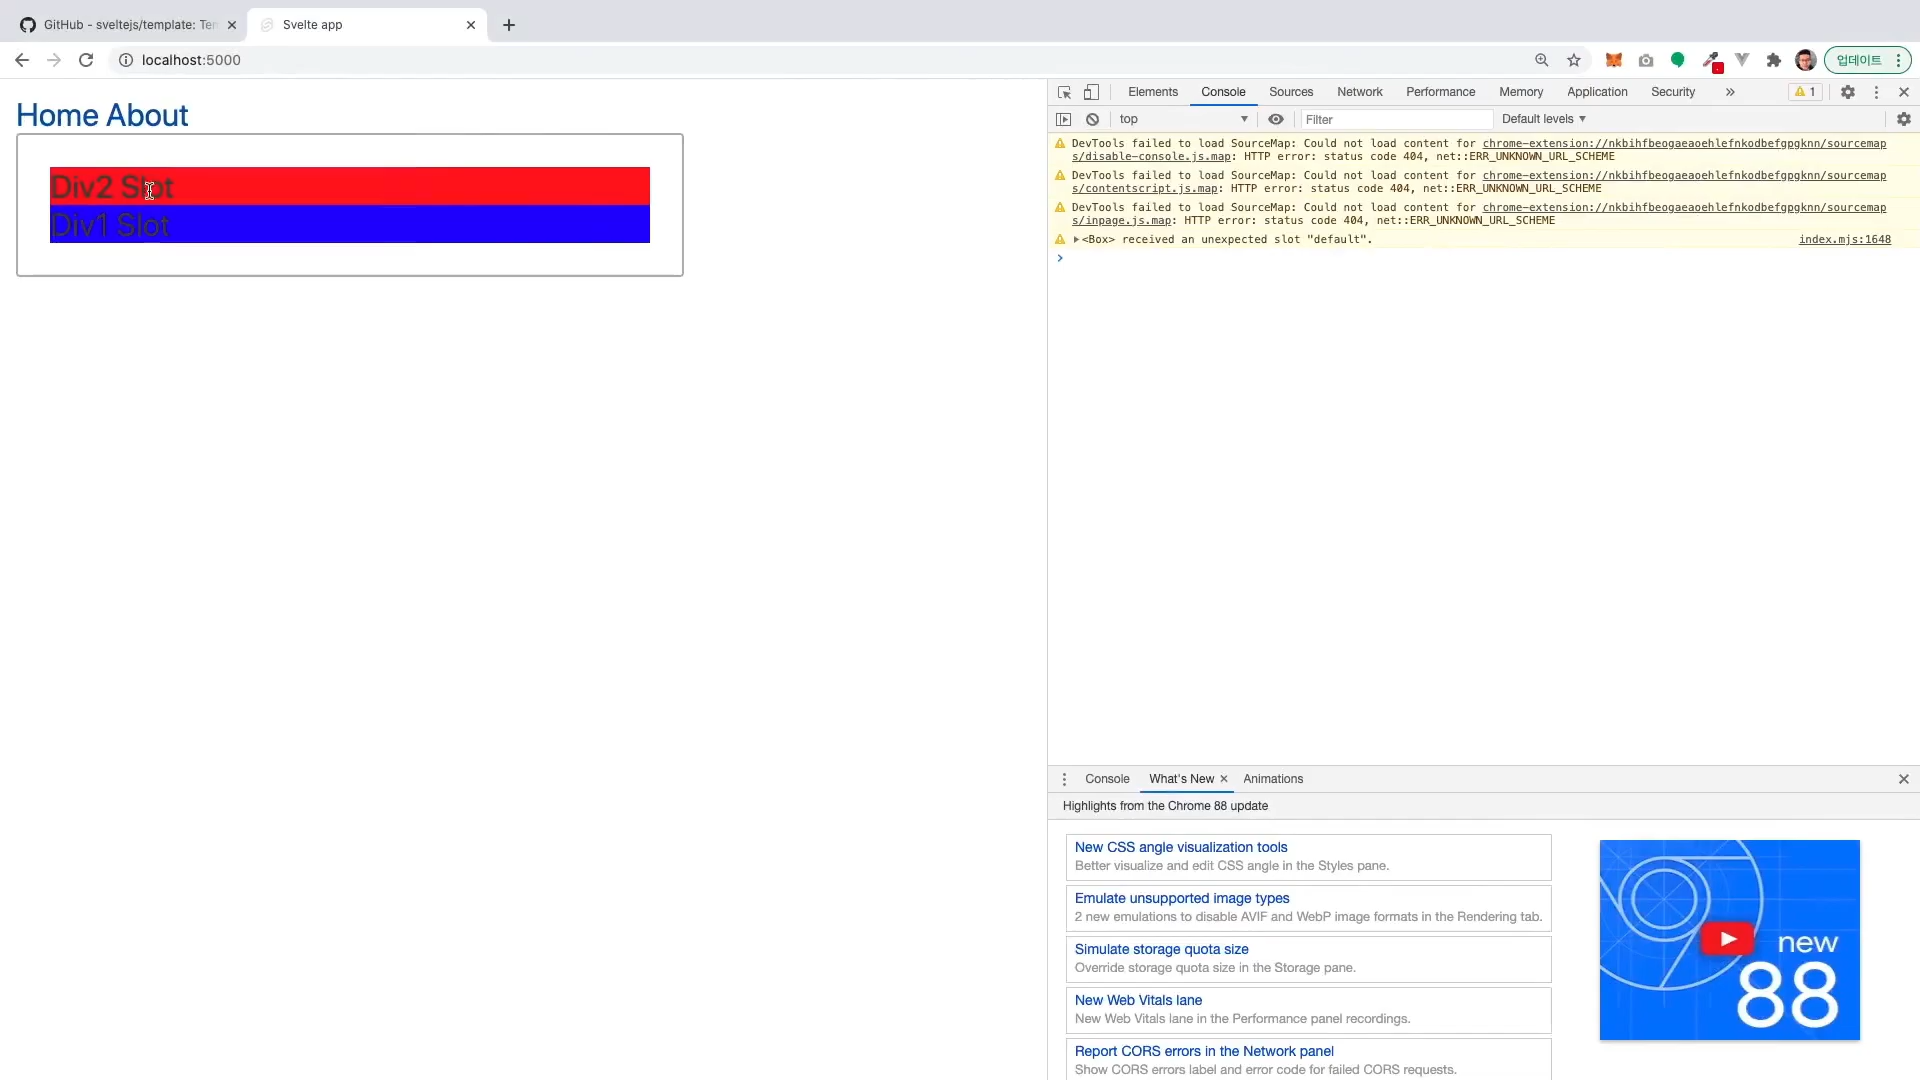 GitHub - sveltejs/template: Tem
Svelte app
localhost:5000
업데이트
Home About
Div2 Slot
Div1 Slot
Elements
Console
Sources
Network
Performance
Memory
Application
Security
1
top
Filter
Default levels
DevTools failed to load SourceMap: Could not load content for chrome-extension://nkbihfbeogaeaoehlefnkodbefgpgknn/sourcemap
s/disable-console.js.map: HTTP error: status code 404, net::ERR_UNKNOWN_URL_SCHEME
DevTools failed to load SourceMap: Could not load content for chrome-extension://nkbihfbeogaeaoehlefnkodbefgpgknn/sourcemap
s/contentscript.js.map: HTTP error: status code 404, net::ERR_UNKNOWN_URL_SCHEME
DevTools failed to load SourceMap: Could not load content for chrome-extension://nkbihfbeogaeaoehlefnkodbefgpgknn/sourcemap
s/inpage.js.map: HTTP error: status code 404, net::ERR_UNKNOWN_URL_SCHEME
<Box> received an unexpected slot "default". index.mjs:1648
Console
What's New
Animations
Highlights from the Chrome 88 update
New CSS angle visualization tools
Better visualize and edit CSS angle in the Styles pane.
Emulate unsupported image types
2 new emulations to disable AVIF and WebP image formats in the Rendering tab.
Simulate storage quota size
Override storage quota size in the Storage pane.
New Web Vitals lane
New Web Vitals lane in the Performance panel recordings.
Report CORS errors in the Network panel
Show CORS errors label and error code for failed CORS requests.
new
88